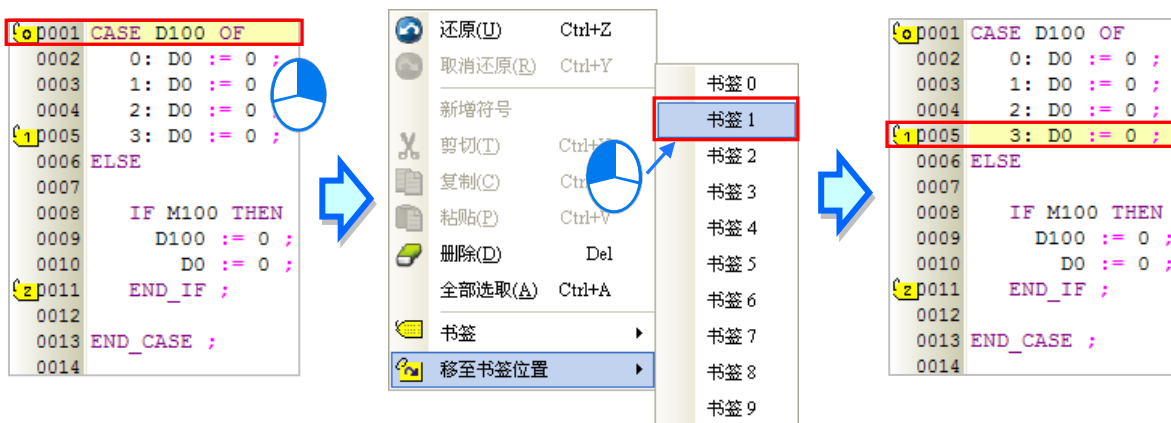 0001 CASE D100 OF
0002 0: D0 := 0 ;
0003 1: D0 := 0
0004 2: D0 := 0
1 0005 3: D0 := 0 ;
0006 ELSE
0007
0008 IF M100 THEN
0009 D100 := 0 ;
0010 D0 := 0 ;
2 0011 END_IF ;
0012
0013 END_CASE ;
0014
还原(U) Ctrl+Z
取消还原(R) Ctrl+Y
新增符号
剪切(T)
复制(C)
粘贴(P) Ctrl+V
删除(D) Del
全部选取(A) Ctrl+A
书签
移至书签位置
书签 0
书签 1
书签 2
书签 3
书签 4
书签 5
书签 6
书签 7
书签 8
书签 9
0 0001 CASE D100 OF
0002 0: D0 := 0 ;
0003 1: D0 := 0 ;
0004 2: D0 := 0 ;
1 0005 3: D0 := 0 ;
0006 ELSE
0007
0008 IF M100 THEN
0009 D100 := 0 ;
0010 D0 := 0 ;
2 0011 END_IF ;
0012
0013 END_CASE ;
0014